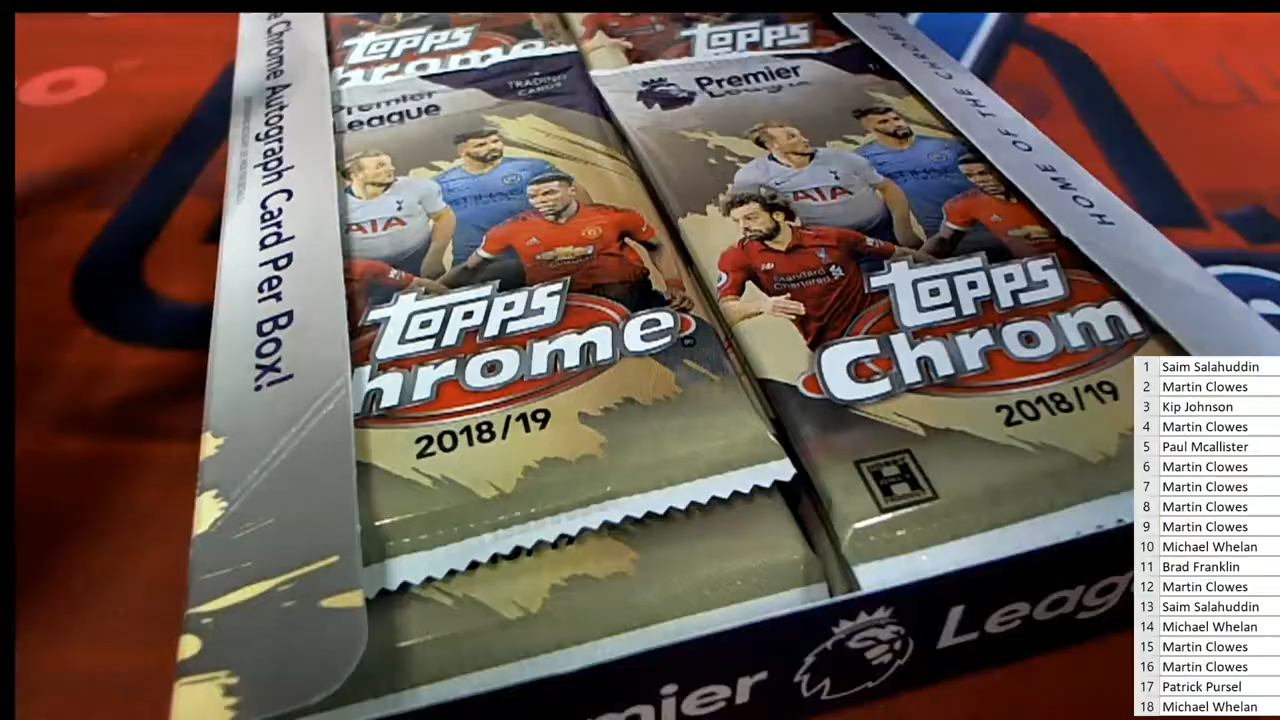 e Chrome Autograph Card Per Box!
TOPPS
hrome
TRADING
CARDS
Premier
League
AIA
TOPPS
hrome
2018/19
TOPPS
Premier
League
AIA
Standard
Chartered
TOPPS
Chrom
2018/19
HOME OF THE CHROME
mier
Leag
1 Saim Salahuddin
2 Martin Clowes
3 Kip Johnson
4 Martin Clowes
5 Paul Mcallister
6 Martin Clowes
7 Martin Clowes
8 Martin Clowes
9 Martin Clowes
10 Michael Whelan
11 Brad Franklin
12 Martin Clowes
13 Saim Salahuddin
14 Michael Whelan
15 Martin Clowes
16 Martin Clowes
17 Patrick Pursel
18 Michael Whelan